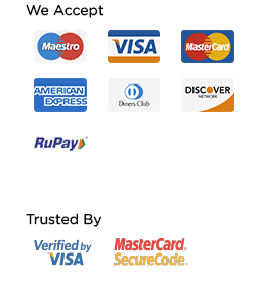 We Accept
Maestro VISA MasterCard
AMERICAN EXPRESS Diners Club DISCOVER NETWORK
RuPay
Trusted By
Verified by VISA MasterCard. SecureCode.